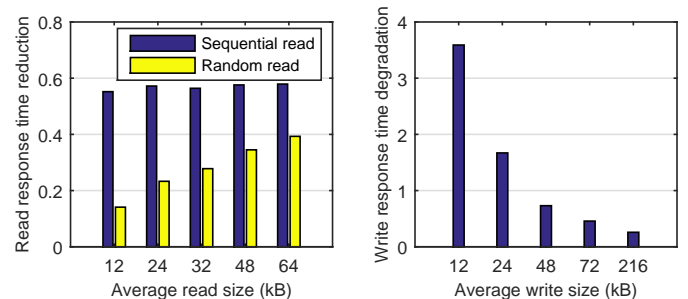 Read response time reduction
0.8
0.6
0.4
0.2
0
Sequential read
Random read
12 24 32 48 64
Average read size (kB)
Write response time degradation
4
3
2
1
0
12 24 48 72 216
Average write size (kB)